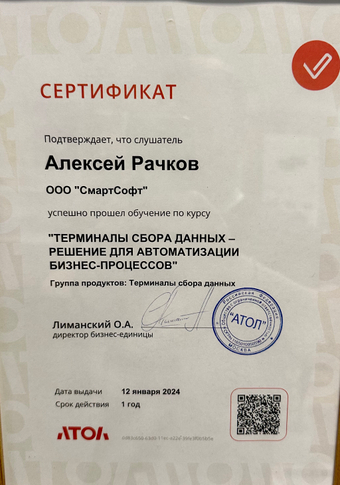 СЕРТИФИКАТ
Подтверждает, что слушатель
Алексей Рачков
ООО "СмартСофт"
успешно прошел обучение по курсу
"ТЕРМИНАЛЫ СБОРА ДАННЫХ –
РЕШЕНИЕ ДЛЯ АВТОМАТИЗАЦИИ
БИЗНЕС-ПРОЦЕССОВ"
Группа продуктов: Терминалы сбора данных
Лиманский О.А.
директор бизнес-единицы
"АТОЛ"
МОСКВА
Дата выдачи 12 января 2024
Срок действия 1 год
АТОЛ